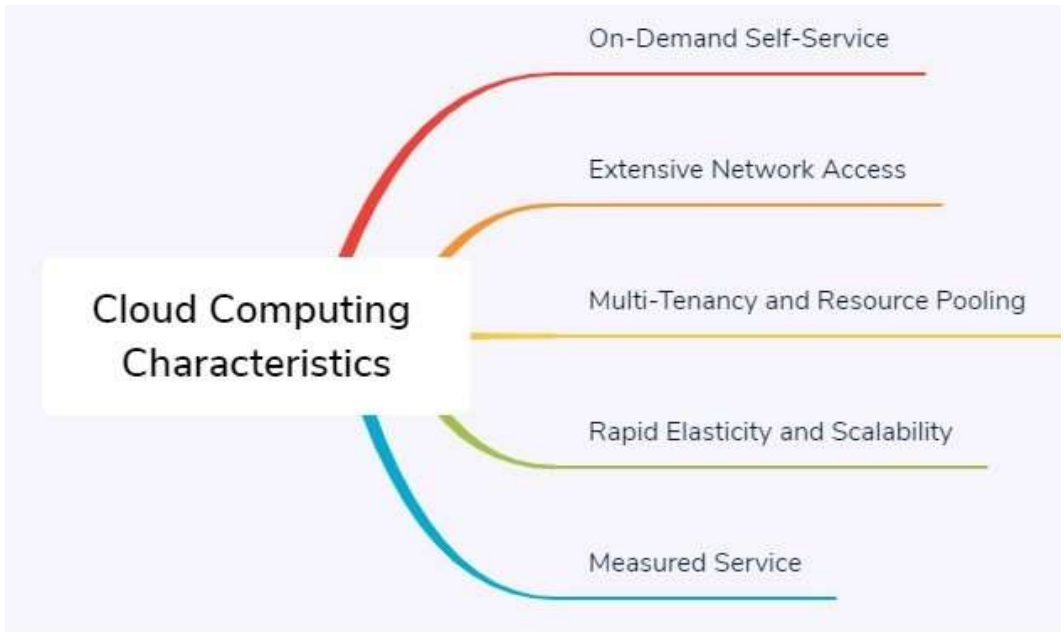 On-Demand Self-Service
Extensive Network Access
Cloud Computing
Characteristics
Multi-Tenancy and Resource Pooling
Rapid Elasticity and Scalability
Measured Service